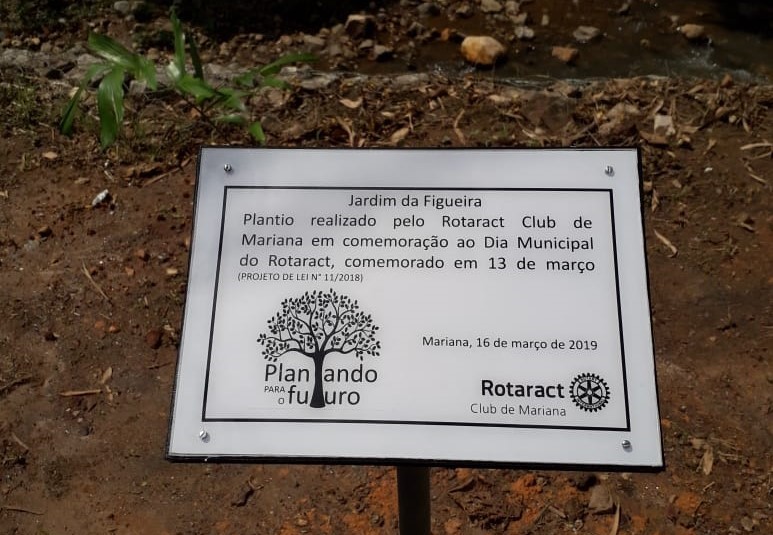 Jardim da Figueira
Plantio realizado pelo Rotaract Club de
Mariana em comemoração ao Dia Municipal
do Rotaract, comemorado em 13 de março
(PROJETO DE LEI N° 11/2018)
Mariana, 16 de março de 2019
Plantando
PARA O futuro
Rotaract
Club de Mariana